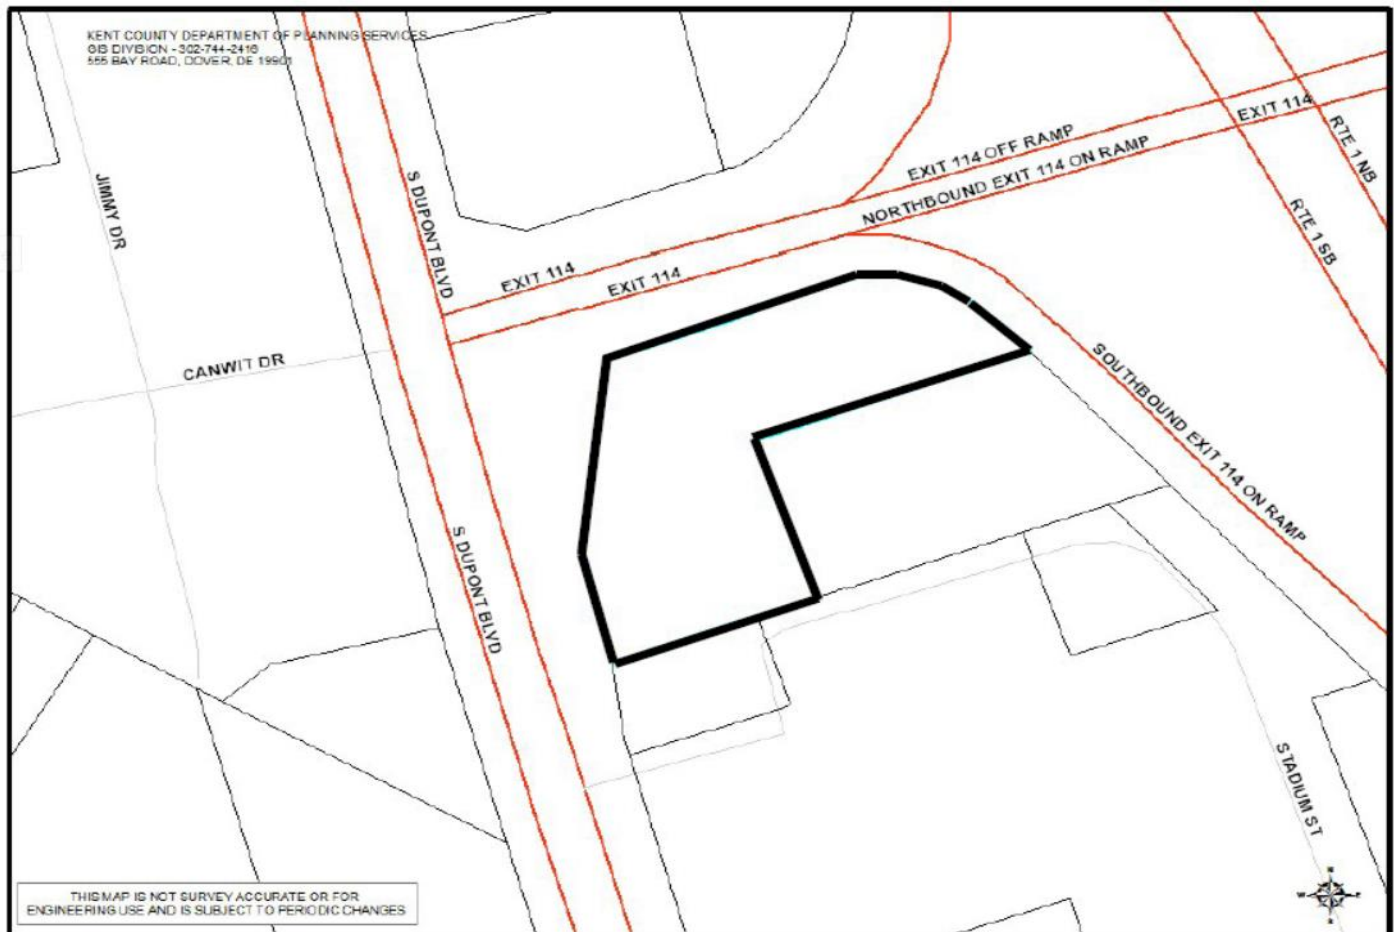 KENT COUNTY DEPARTMENT OF PLANNING SERVICES
GIS DIVISION - 302-744-2416
555 BAY ROAD, DOVER, DE 19901
JIMMY DR
S DUPONT BLVD
EXIT 114 OFF RAMP
NORTHBOUND EXIT 114 ON RAMP
EXIT 114
RTE 1 NB
RTE 1 SB
EXIT 114
EXIT 114
CANWIT DR
SOUTHBOUND EXIT 114 ON RAMP
S DUPONT BLVD
STADIUM ST
THIS MAP IS NOT SURVEY ACCURATE OR FOR
ENGINEERING USE AND IS SUBJECT TO PERIODIC CHANGES
N
W
E
S